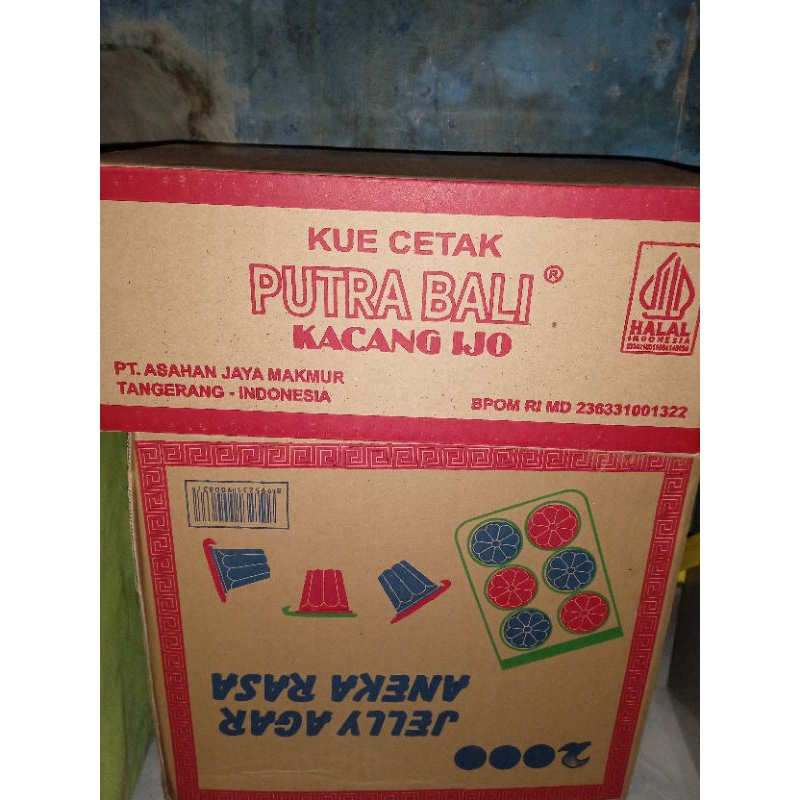 KUE CETAK
PUTRA BALI®
KACANG IJO
HALAL
INDONESIA
PT. ASAHAN JAYA MAKMUR
TANGERANG - INDONESIA
BPOM RI MD 236331001322
2000
JELLY AGAR
ANEKA RASA